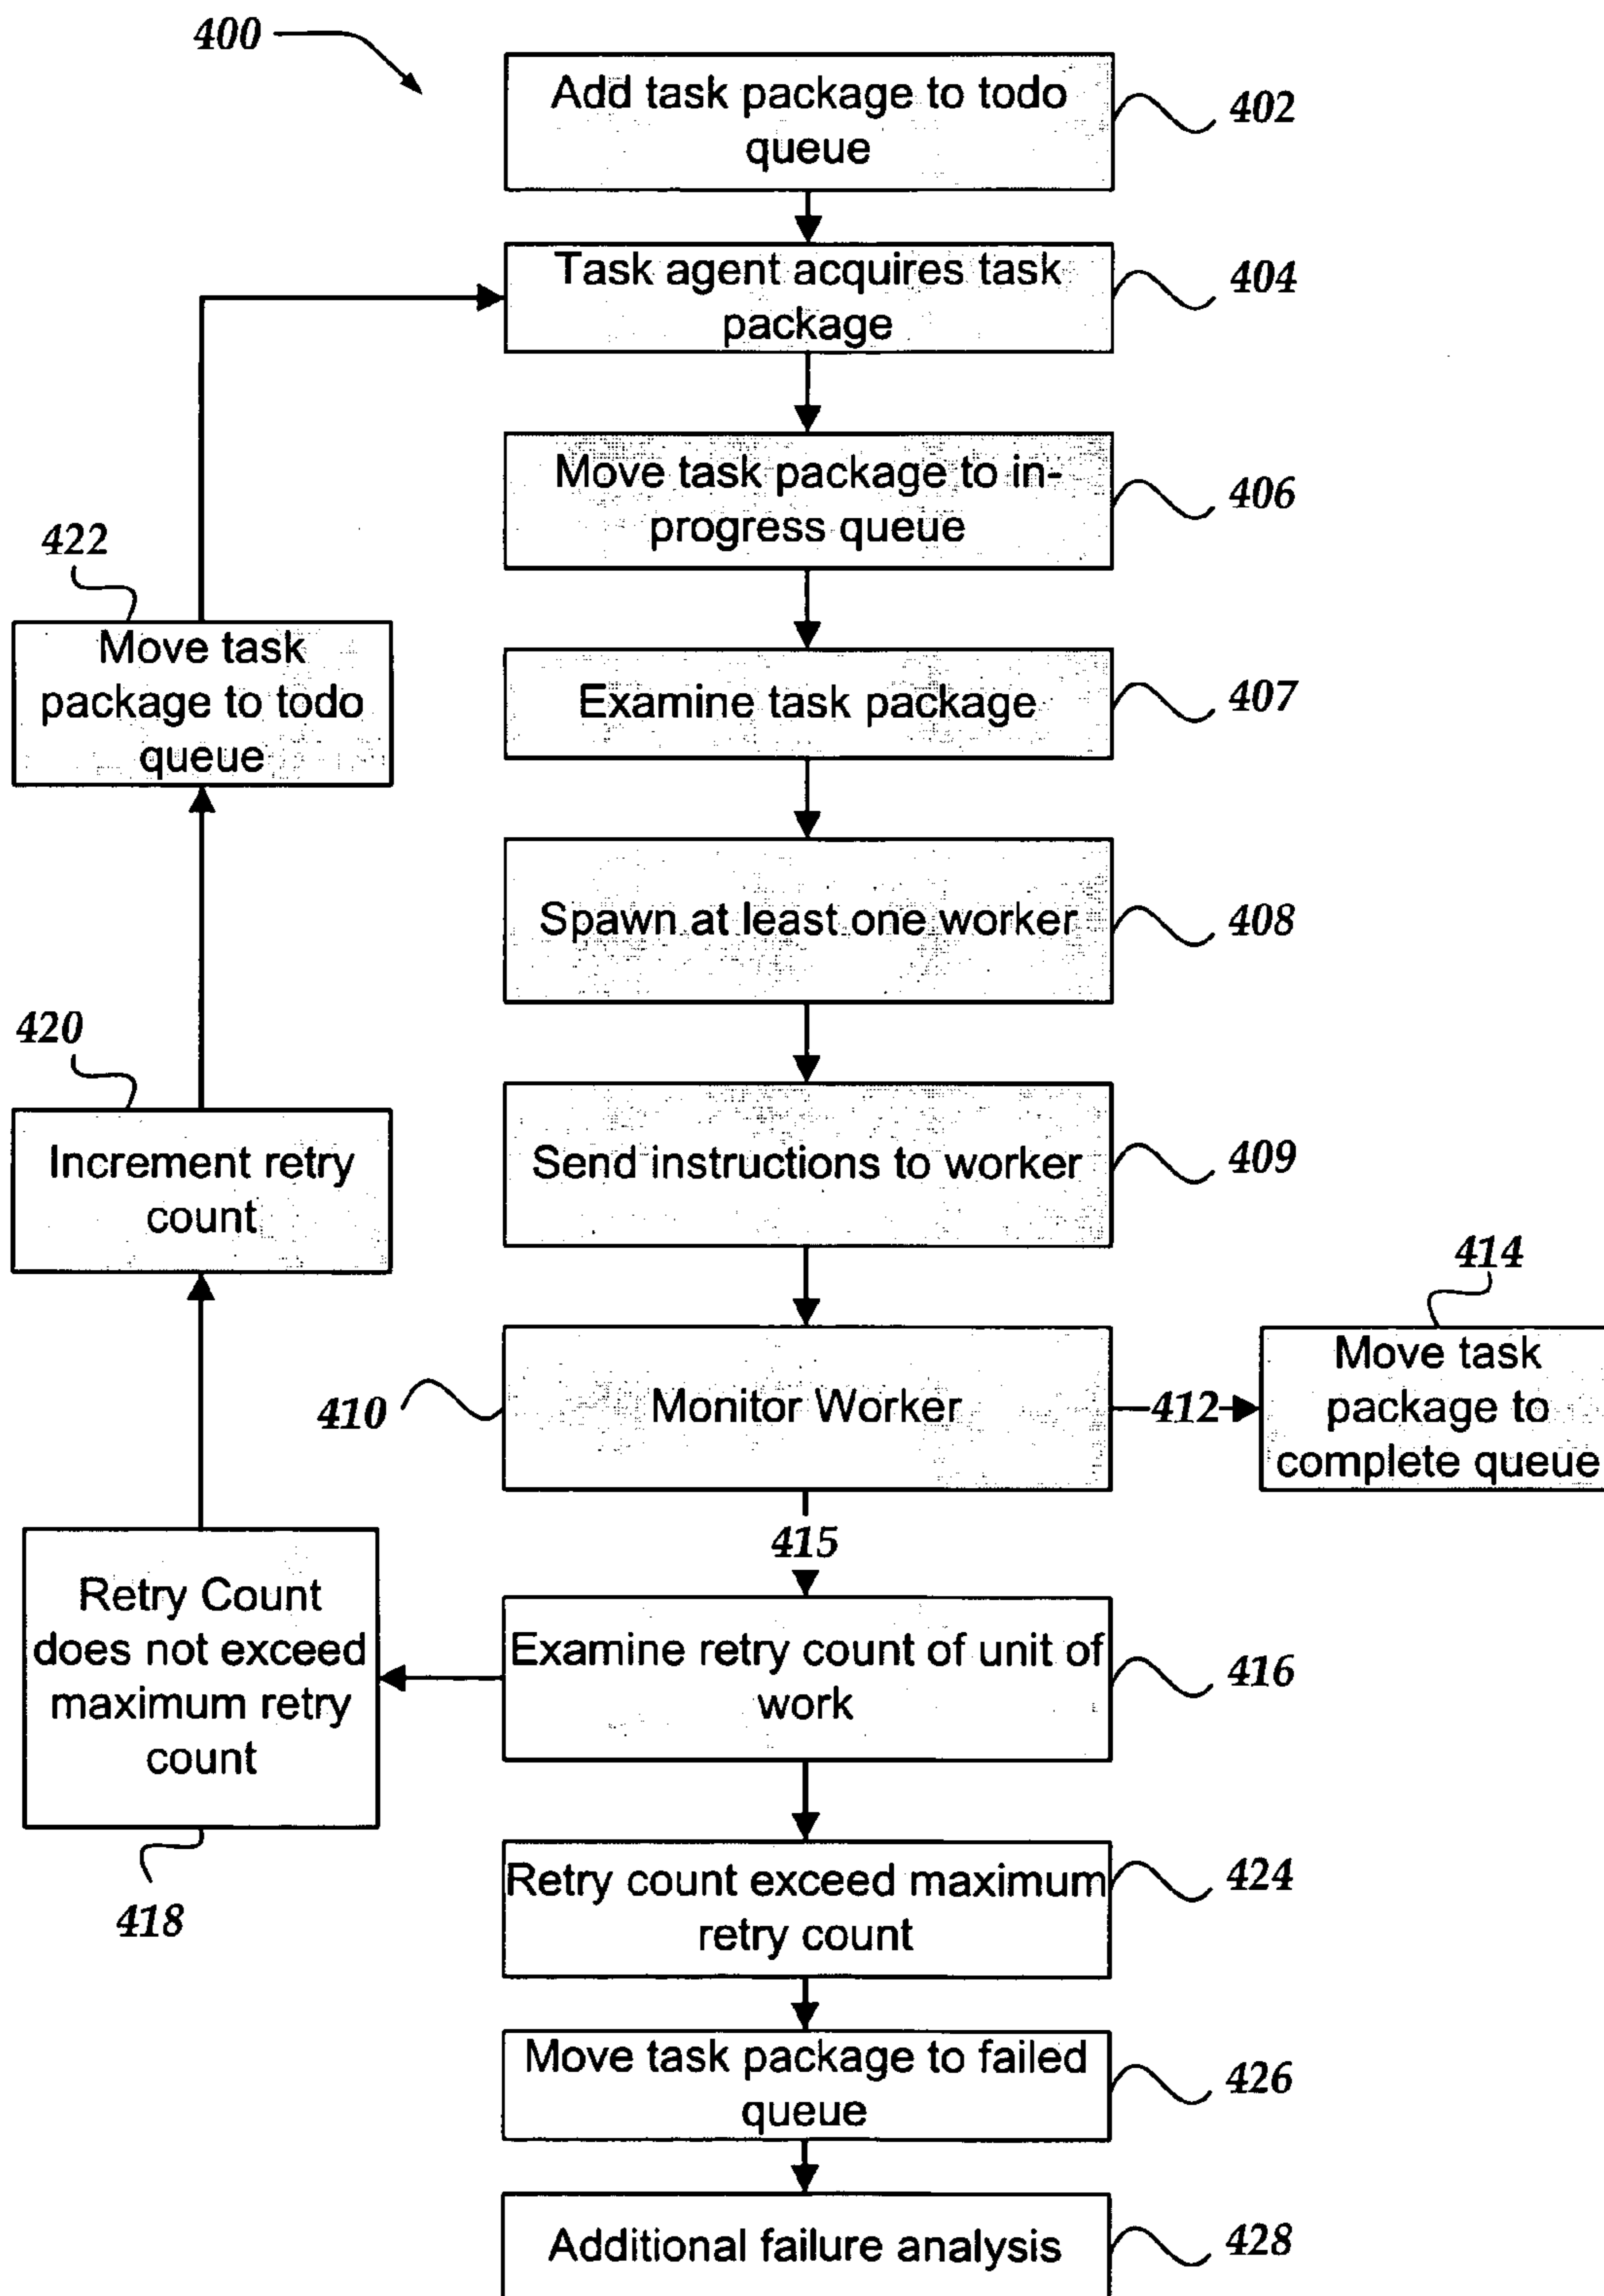 400
Add task package to todo
queue
402
Task agent acquires task
package
404
Move task package to in-
progress queue
406
422
Move task
package to todo
queue
Examine task package
407
Spawn at least one worker
408
420
Increment retry
count
Send instructions to worker
409
414
Move task
package to
complete queue
410
Monitor Worker
412
415
Retry Count
does not exceed
maximum retry
count
418
Examine retry count of unit of
work
416
Retry count exceed maximum
retry count
424
Move task package to failed
queue
426
Additional failure analysis
428